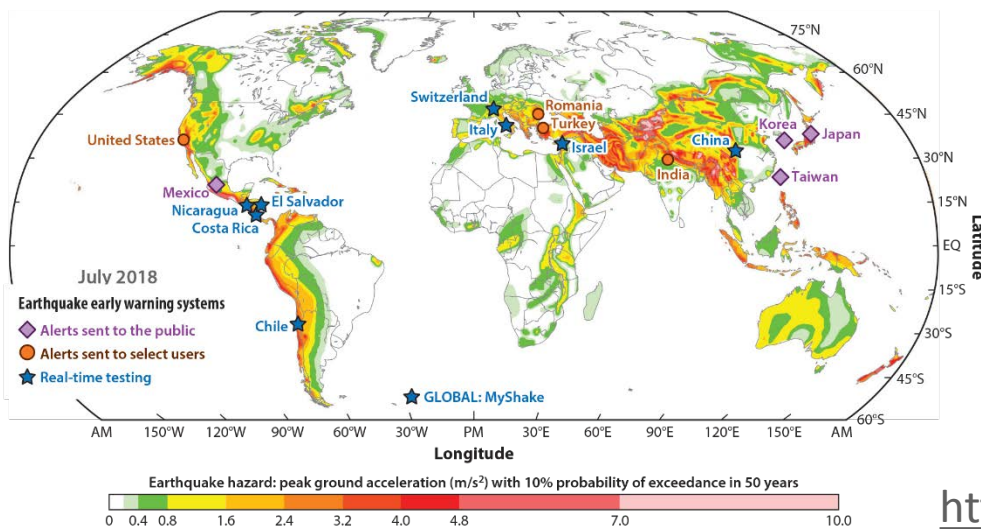 75°N
60°N
45°N
30°N
15°N
EQ
15°S
30°S
45°S
60°S
Latitude
Switzerland
Romania
Turkey
Italy
Israel
China
Korea
Japan
United States
India
Taiwan
Mexico
El Salvador
Nicaragua
Costa Rica
Chile
GLOBAL: MyShake
July 2018
Earthquake early warning systems
Alerts sent to the public
Alerts sent to select users
Real-time testing
AM 150°W 120°W 90°W 60°W 30°W PM 30°E 60°E 90°E 120°E 150°E AM
Longitude
Earthquake hazard: peak ground acceleration (m/s²) with 10% probability of exceedance in 50 years
0 0.4 0.8 1.6 2.4 3.2 4.0 4.8 7.0 10.0
ht